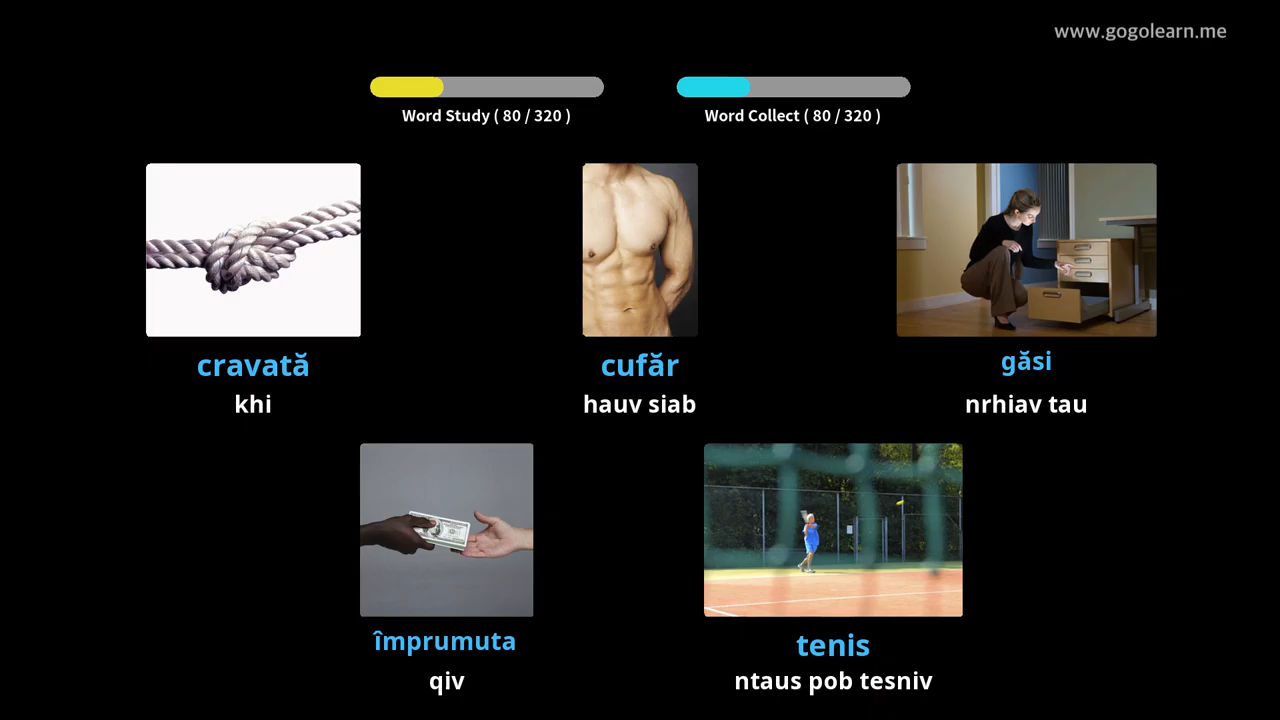 www.gogolearn.me
Word Study ( 80 / 320 )
Word Collect ( 80 / 320 )
cravată
khi
cufăr
hauv siab
găsi
nrhiav tau
împrumuta
qiv
tenis
ntaus pob tesniv